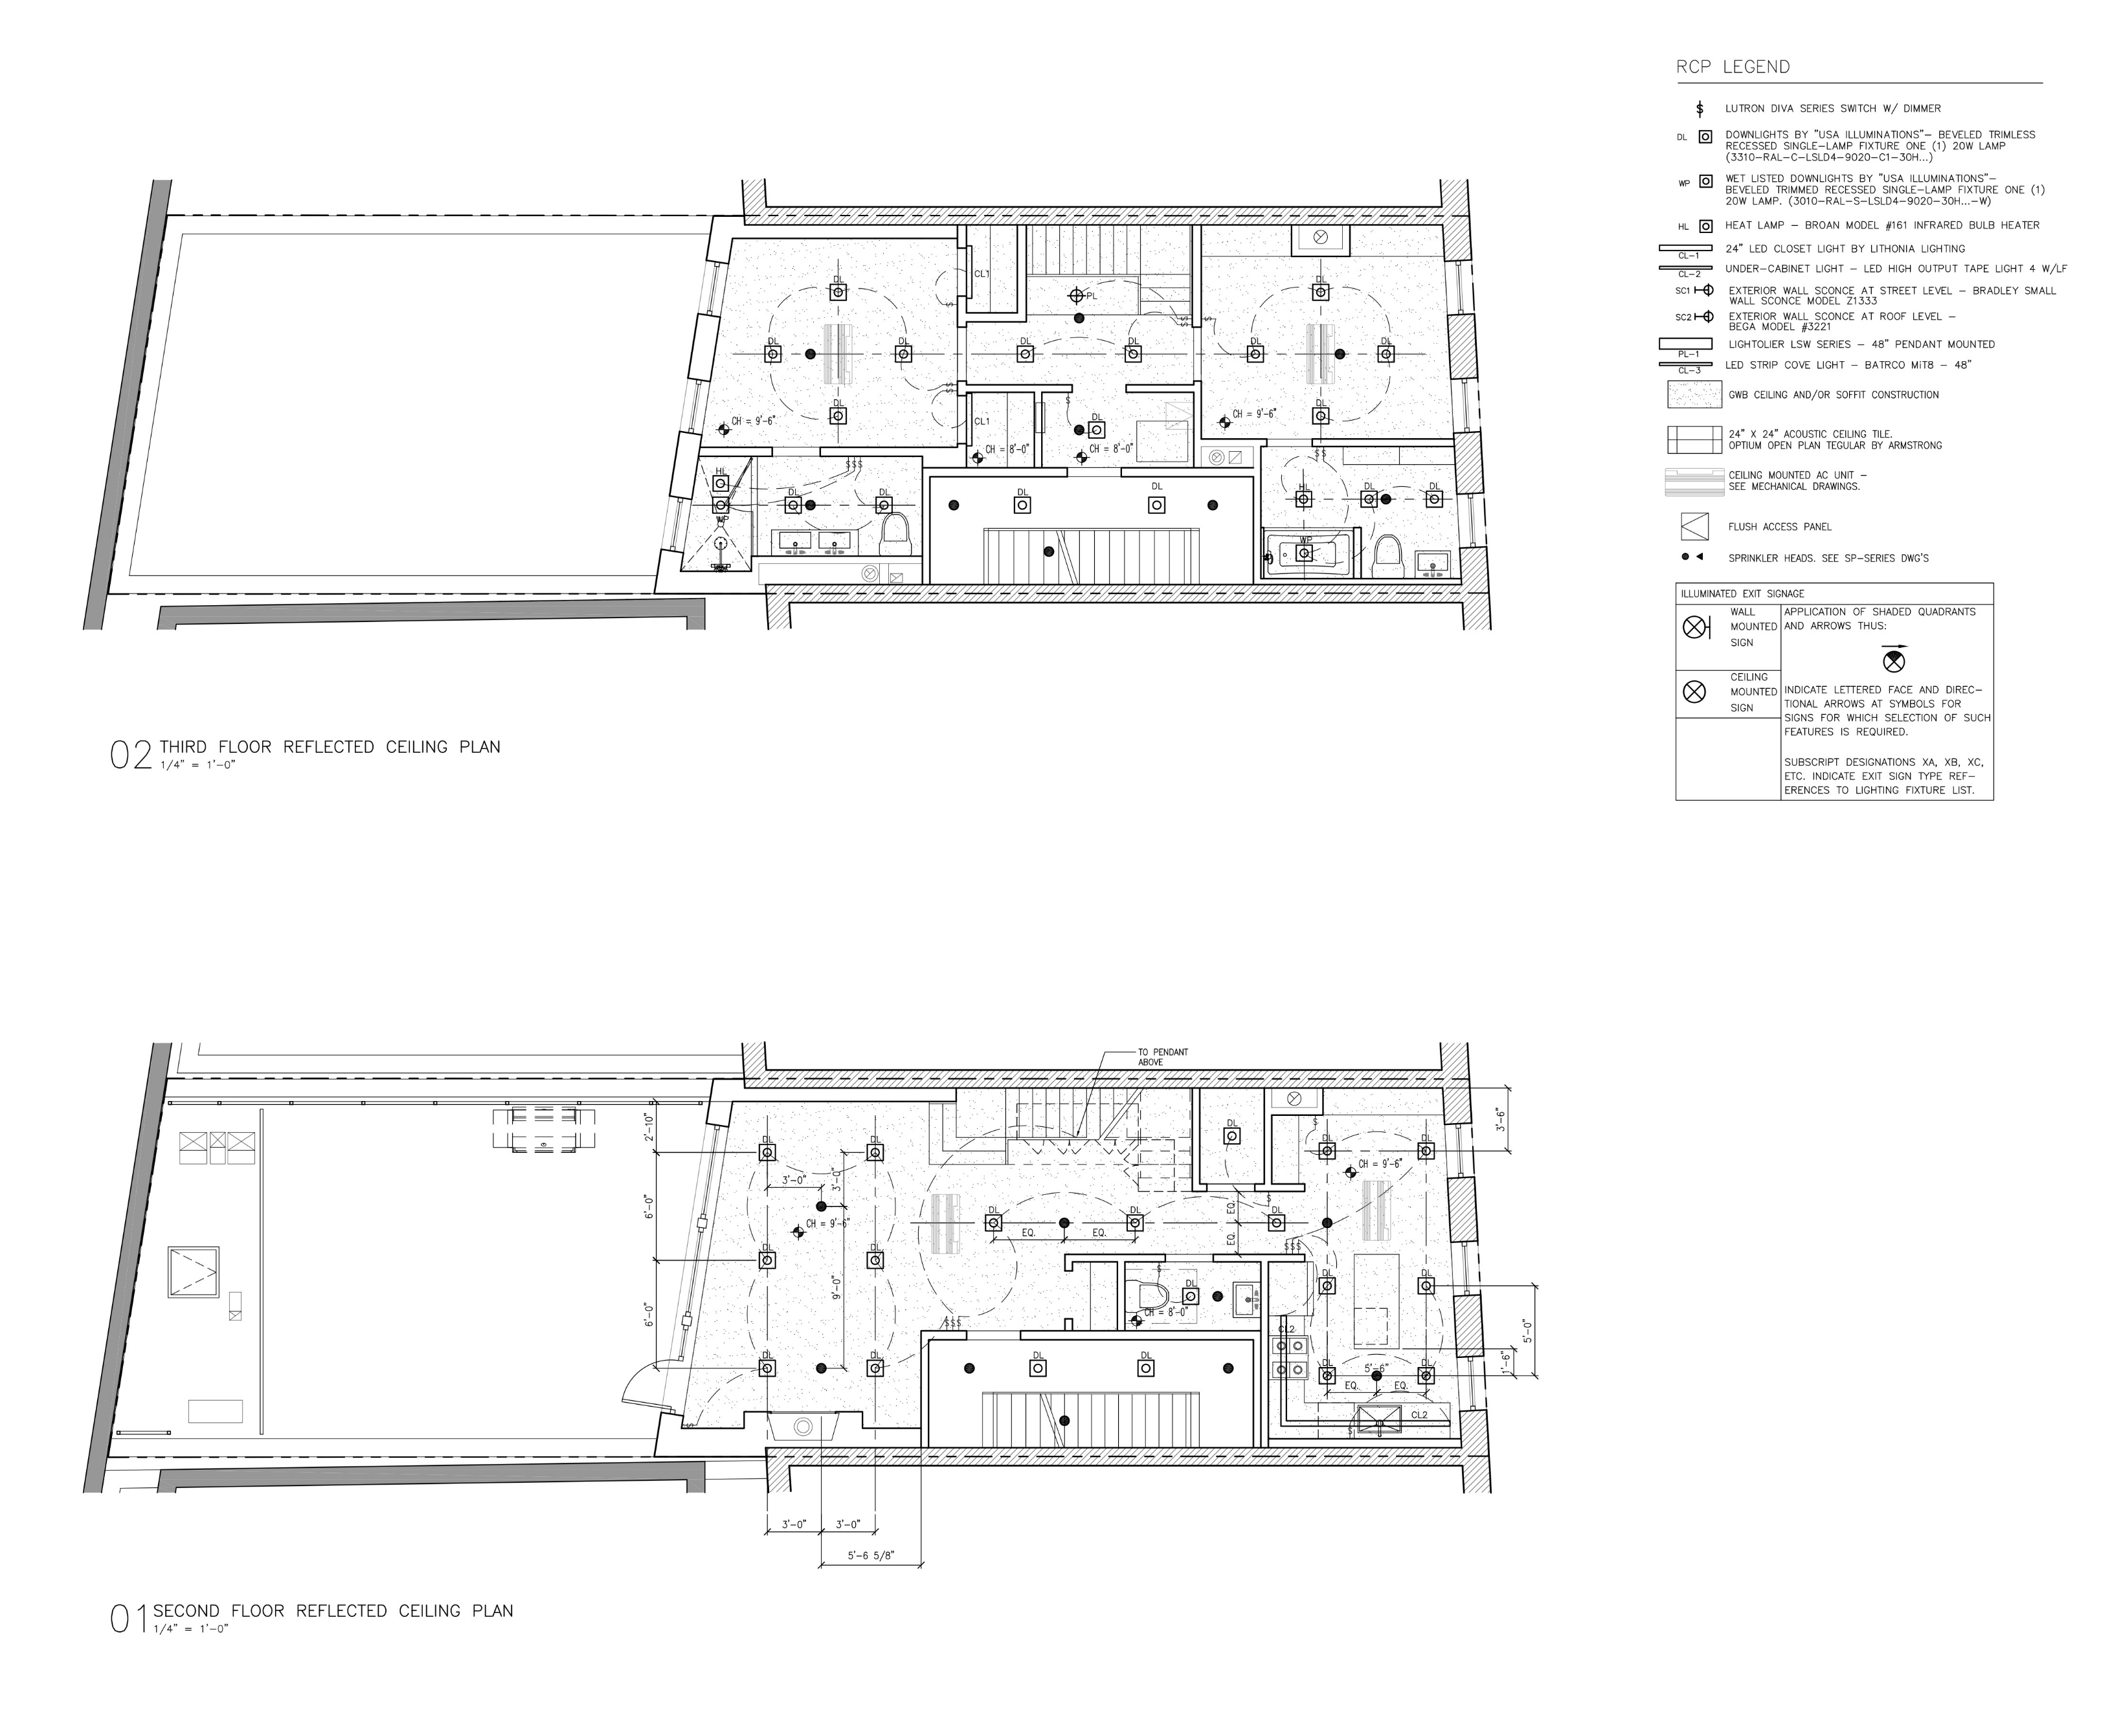 RCP LEGEND
$ LUTRON DIVA SERIES SWITCH W/ DIMMER
DL DOWNLIGHTS BY "USA ILLUMINATIONS"– BEVELED TRIMLESS
RECESSED SINGLE–LAMP FIXTURE ONE (1) 20W LAMP
(3310–RAL–C–LSLD4–9020–C1–30H...)
WP WET LISTED DOWNLIGHTS BY "USA ILLUMINATIONS"–
BEVELED TRIMMED RECESSED SINGLE–LAMP FIXTURE ONE (1)
20W LAMP. (3010–RAL–S–LSLD4–9020–30H...–W)
HL HEAT LAMP – BROAN MODEL #161 INFRARED BULB HEATER
24" LED CLOSET LIGHT BY LITHONIA LIGHTING
CL–1
UNDER–CABINET LIGHT – LED HIGH OUTPUT TAPE LIGHT 4 W/LF
CL–2
SC1 EXTERIOR WALL SCONCE AT STREET LEVEL – BRADLEY SMALL
WALL SCONCE MODEL Z1333
SC2 EXTERIOR WALL SCONCE AT ROOF LEVEL –
BEGA MODEL #3221
LIGHTOLIER LSW SERIES – 48" PENDANT MOUNTED
PL–1
LED STRIP COVE LIGHT – BATRCO MiT8 – 48"
CL–3
GWB CEILING AND/OR SOFFIT CONSTRUCTION
24" X 24" ACOUSTIC CEILING TILE.
OPTIUM OPEN PLAN TEGULAR BY ARMSTRONG
CEILING MOUNTED AC UNIT –
SEE MECHANICAL DRAWINGS.
FLUSH ACCESS PANEL
SPRINKLER HEADS. SEE SP–SERIES DWG'S
ILLUMINATED EXIT SIGNAGE
WALL
MOUNTED
SIGN
APPLICATION OF SHADED QUADRANTS
AND ARROWS THUS:
CEILING
MOUNTED
SIGN
INDICATE LETTERED FACE AND DIREC–
TIONAL ARROWS AT SYMBOLS FOR
SIGNS FOR WHICH SELECTION OF SUCH
FEATURES IS REQUIRED.
SUBSCRIPT DESIGNATIONS XA, XB, XC,
ETC. INDICATE EXIT SIGN TYPE REF–
ERENCES TO LIGHTING FIXTURE LIST.
CL1
DL
DL
PL
$
$$
$
DL
DL
DL
DL
DL
DL
$$
DL
DL
CH = 9'–6"
CL1
$
DL
CH = 9'–6"
CH = 8'–0"
CH = 8'–0"
$$$
$$
HL
DL
DL
DL
DL
HL
DL
DL
WP
WP
02 THIRD FLOOR REFLECTED CEILING PLAN
1/4" = 1'–0"
TO PENDANT
ABOVE
2'–10"
3'–6"
DL
DL
DL
$
DL
DL
3'–0"
3'–0"
CH = 9'–6"
6'–0"
CH = 9'–6"
DL
DL
DL
$
EQ.
EQ.
EQ.
EQ.
$$$
DL
DL
9'–0"
6'–0"
$
DL
DL
DL
CH = 8'–0"
$$$
CL2
5'–0"
1'–6"
DL
DL
DL
DL
DL
5'–6"
DL
EQ.
EQ.
$
CL2
$
3'–0"
3'–0"
5'–6 5/8"
01 SECOND FLOOR REFLECTED CEILING PLAN
1/4" = 1'–0"